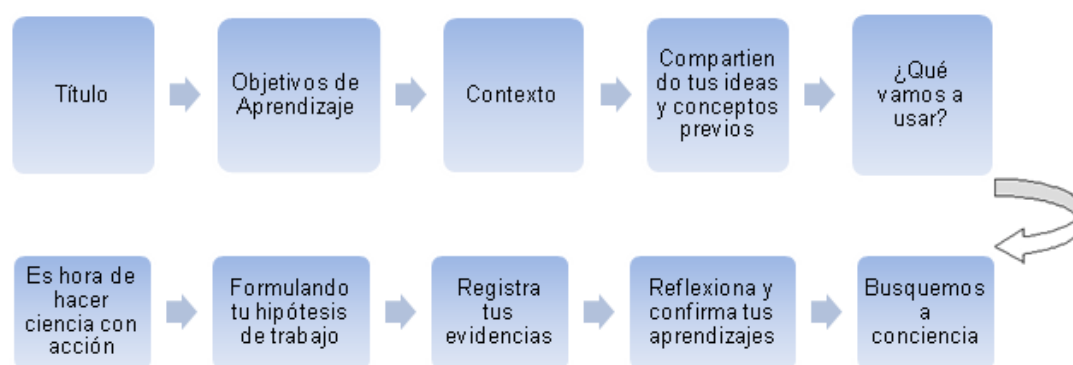 Título
Objetivos de
Aprendizaje
Contexto
Compartien
do tus ideas
y conceptos
previos
¿Qué
vamos a
usar?
Es hora de
hacer
ciencia con
acción
Formulando
tu hipótesis
de trabajo
Registra
tus
evidencias
Reflexiona y
confirma tus
aprendizajes
Busquemos
a
conciencia